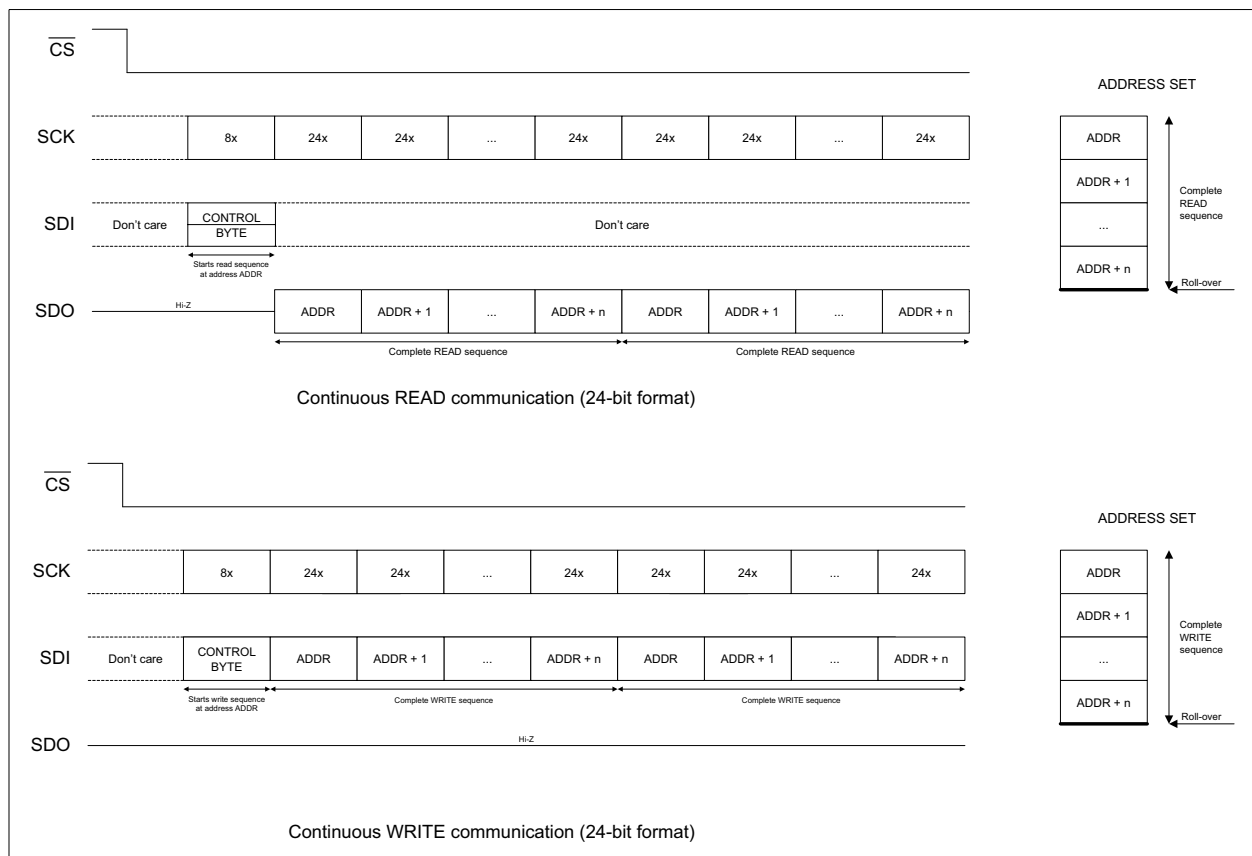 CS
ADDRESS SET
SCK
8x 24x 24x ... 24x 24x 24x ... 24x
ADDR
ADDR + 1
...
ADDR + n
Complete
READ
sequence
Roll-over
SDI
Don't care
CONTROL
BYTE
Don't care
Starts read sequence
at address ADDR
SDO
Hi-Z
ADDR ADDR + 1 ... ADDR + n ADDR ADDR + 1 ... ADDR + n
Complete READ sequence Complete READ sequence
Continuous READ communication (24-bit format)
CS
ADDRESS SET
SCK
8x 24x 24x ... 24x 24x 24x ... 24x
ADDR
ADDR + 1
...
ADDR + n
Complete
WRITE
sequence
Roll-over
SDI
Don't care
CONTROL
BYTE
ADDR ADDR + 1 ... ADDR + n ADDR ADDR + 1 ... ADDR + n
Starts write sequence
at address ADDR
Complete WRITE sequence Complete WRITE sequence
SDO
Hi-Z
Continuous WRITE communication (24-bit format)